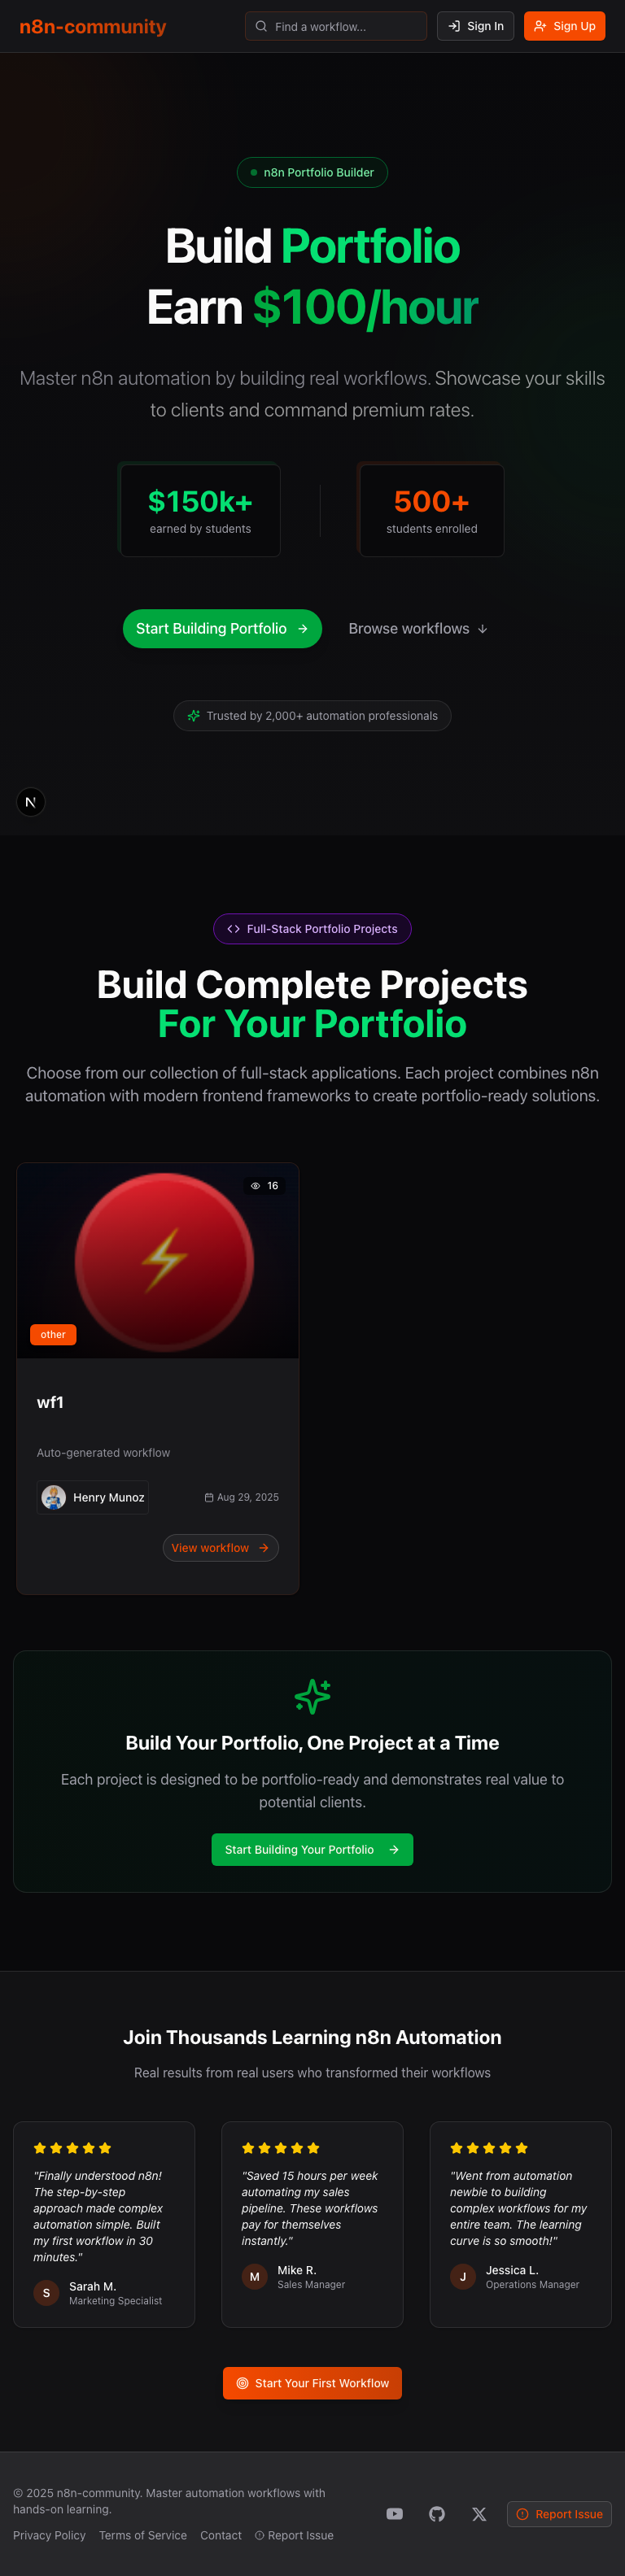 n8n-community
Find a workflow...
Sign In
Sign Up
n8n Portfolio Builder
Build Portfolio
Earn $100/hour
Master n8n automation by building real workflows. Showcase your skills
to clients and command premium rates.
$150k+
earned by students
500+
students enrolled
Start Building Portfolio
Browse workflows
Trusted by 2,000+ automation professionals
N
Full-Stack Portfolio Projects
Build Complete Projects
For Your Portfolio
Choose from our collection of full-stack applications. Each project combines n8n
automation with modern frontend frameworks to create portfolio-ready solutions.
16
other
wf1
Auto-generated workflow
Henry Munoz
Aug 29, 2025
View workflow
Build Your Portfolio, One Project at a Time
Each project is designed to be portfolio-ready and demonstrates real value to
potential clients.
Start Building Your Portfolio
Join Thousands Learning n8n Automation
Real results from real users who transformed their workflows
"Finally understood n8n!
The step-by-step
approach made complex
automation simple. Built
my first workflow in 30
minutes."
S
Sarah M.
Marketing Specialist
"Saved 15 hours per week
automating my sales
pipeline. These workflows
pay for themselves
instantly."
M
Mike R.
Sales Manager
"Went from automation
newbie to building
complex workflows for my
entire team. The learning
curve is so smooth!"
J
Jessica L.
Operations Manager
Start Your First Workflow
© 2025 n8n-community. Master automation workflows with
hands-on learning.
Privacy Policy
Terms of Service
Contact
Report Issue
Report Issue